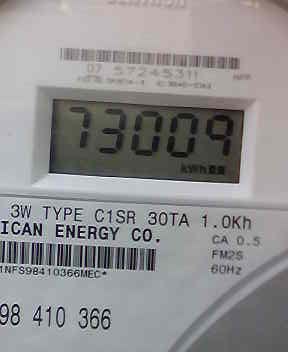 07 57245311
73009
kWh
3W TYPE C1SR 30TA 1.0Kh
ICAN ENERGY CO.
CA 0.5
FM2S
60Hz
1NFS98410366MEC*
98 410 366